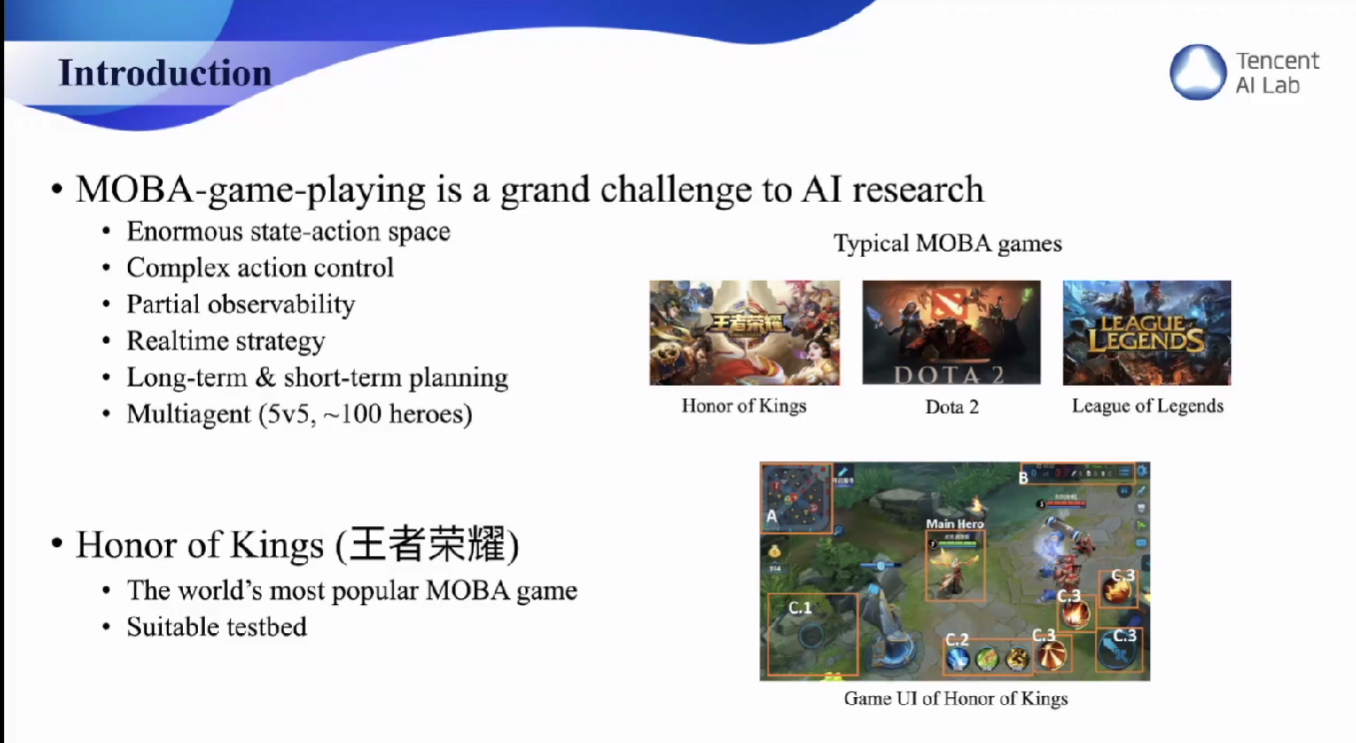 Introduction
Tencent
AI Lab
• MOBA-game-playing is a grand challenge to AI research
• Enormous state-action space
• Complex action control
• Partial observability
• Realtime strategy
• Long-term & short-term planning
• Multiagent (5v5, ~100 heroes)
Typical MOBA games
王者荣耀
DOTA 2
LEAGUE OF
LEGENDS
Honor of Kings
Dota 2
League of Legends
• Honor of Kings (王者荣耀)
• The world's most popular MOBA game
• Suitable testbed
A
B
Main Hero
C.1
C.2
C.3
C.3
C.3
C.3
Game UI of Honor of Kings